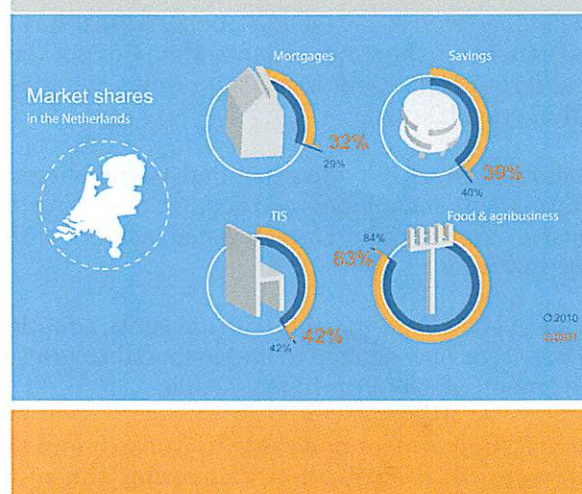 Mortgages
Savings
Market shares
in the Netherlands
32%
29%
39%
40%
TIS
Food & agribusiness
84%
83%
42%
42%
2010
2011